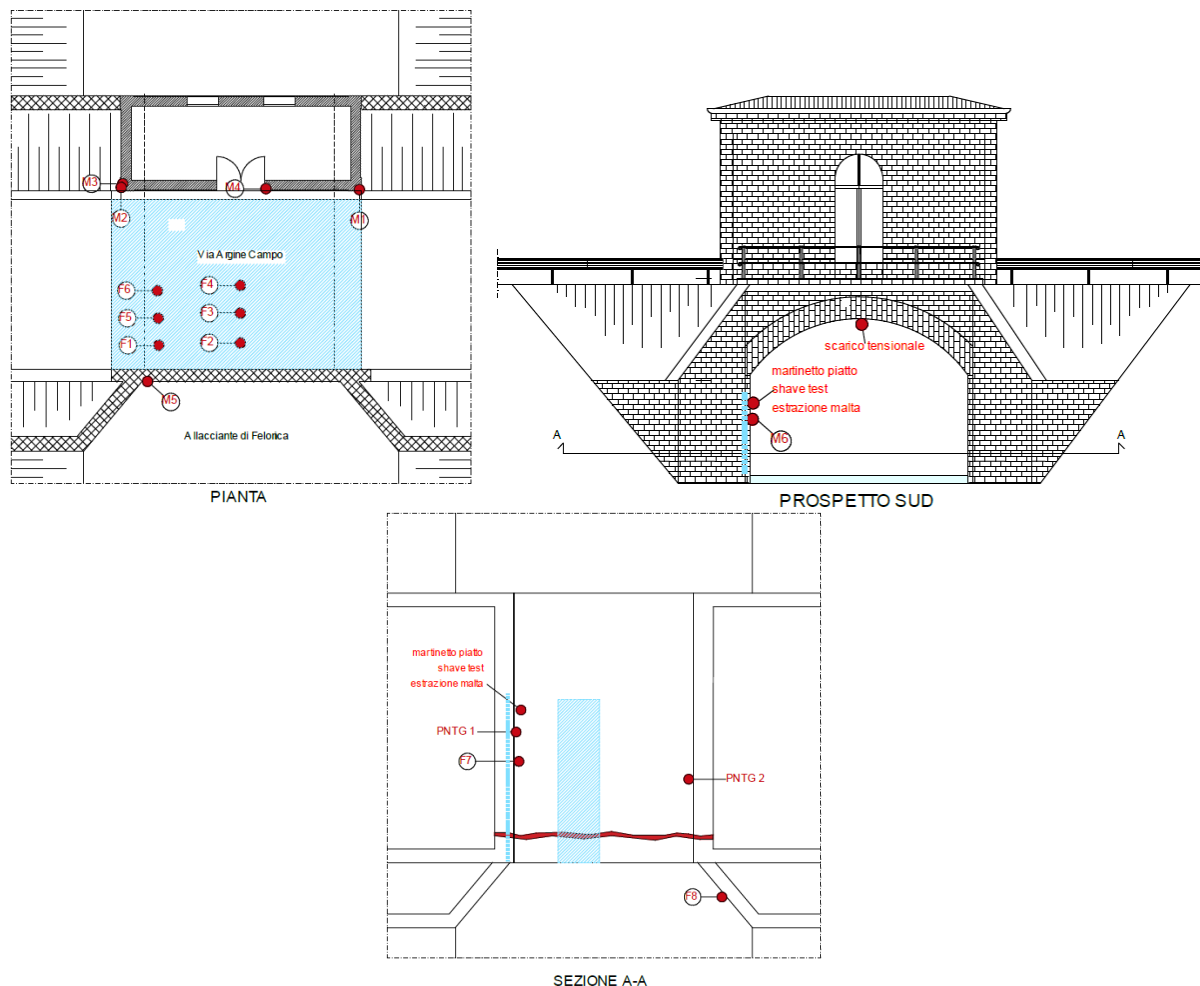 M3
M2
M4
M1
Via Argine Campo
F6
F4
F5
F3
F1
F2
M5
Allacciante di Felonica
PIANTA
scarico tensionale
martinetto piatto
shave test
estrazione malta
M6
A
A
PROSPETTO SUD
martinetto piatto
shave test
estrazione malta
PNTG 1
F7
PNTG 2
F8
SEZIONE A-A